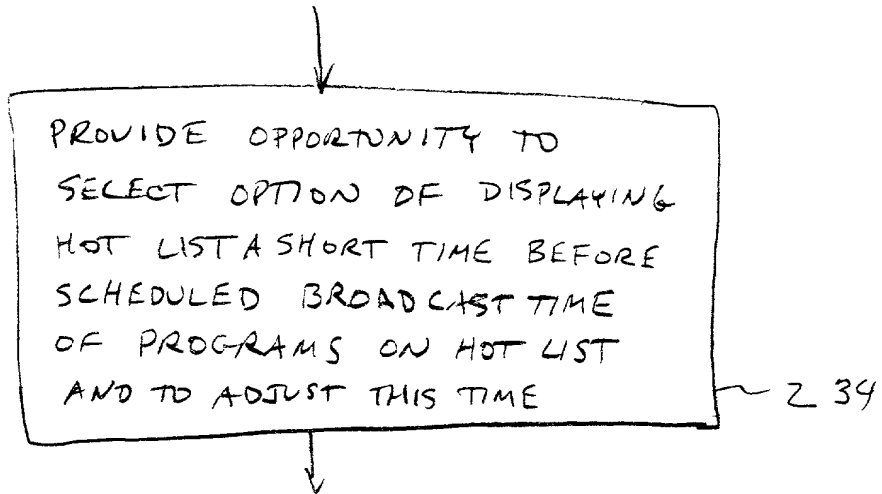 PROVIDE OPPORTUNITY TO
SELECT OPTION OF DISPLAYING
HOT LIST A SHORT TIME BEFORE
SCHEDULED BROADCAST TIME
OF PROGRAMS ON HOT LIST
AND TO ADJUST THIS TIME
234